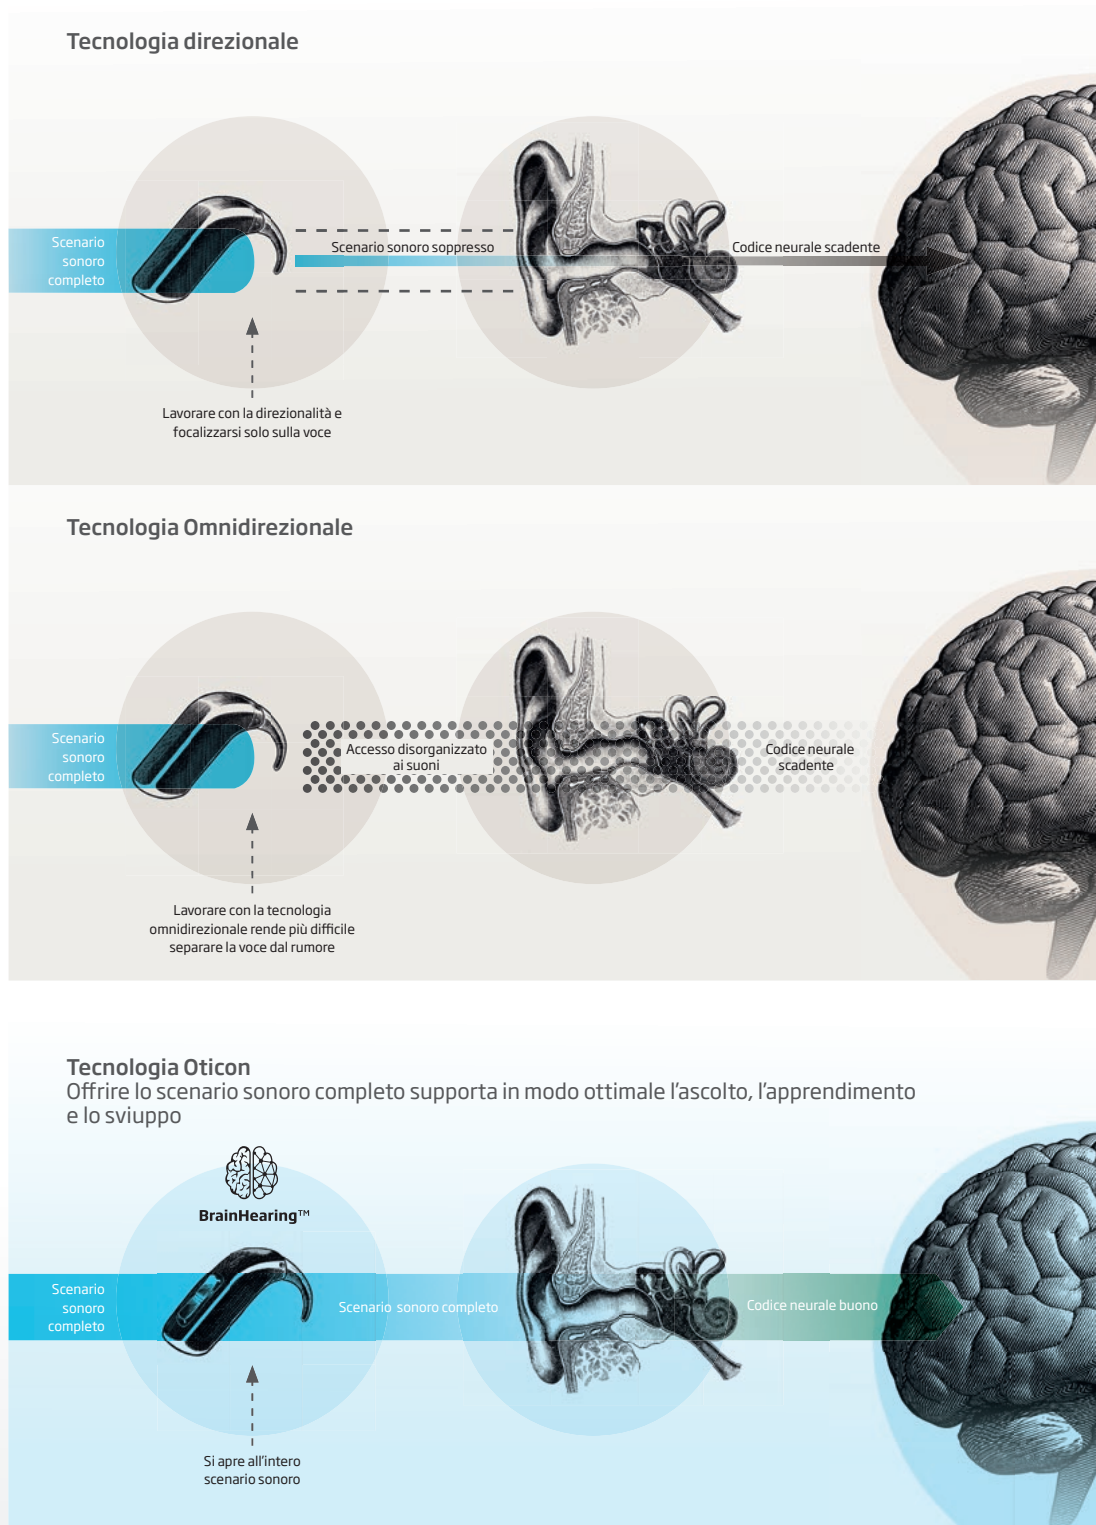 Tecnologia direzionale
Scenario
sonoro
completo
Scenario sonoro soppresso
Codice neurale scadente
Lavorare con la direzionalità e
focalizzarsi solo sulla voce
Tecnologia Omnidirezionale
Scenario
sonoro
completo
Accesso disorganizzato
ai suoni
Codice neurale
scadente
Lavorare con la tecnologia
omnidirezionale rende più difficile
separare la voce dal rumore
Tecnologia Oticon
Offrire lo scenario sonoro completo supporta in modo ottimale l'ascolto, l'apprendimento
e lo sviuppo
BrainHearing™
Scenario
sonoro
completo
Scenario sonoro completo
Codice neurale buono
Si apre all'intero
scenario sonoro